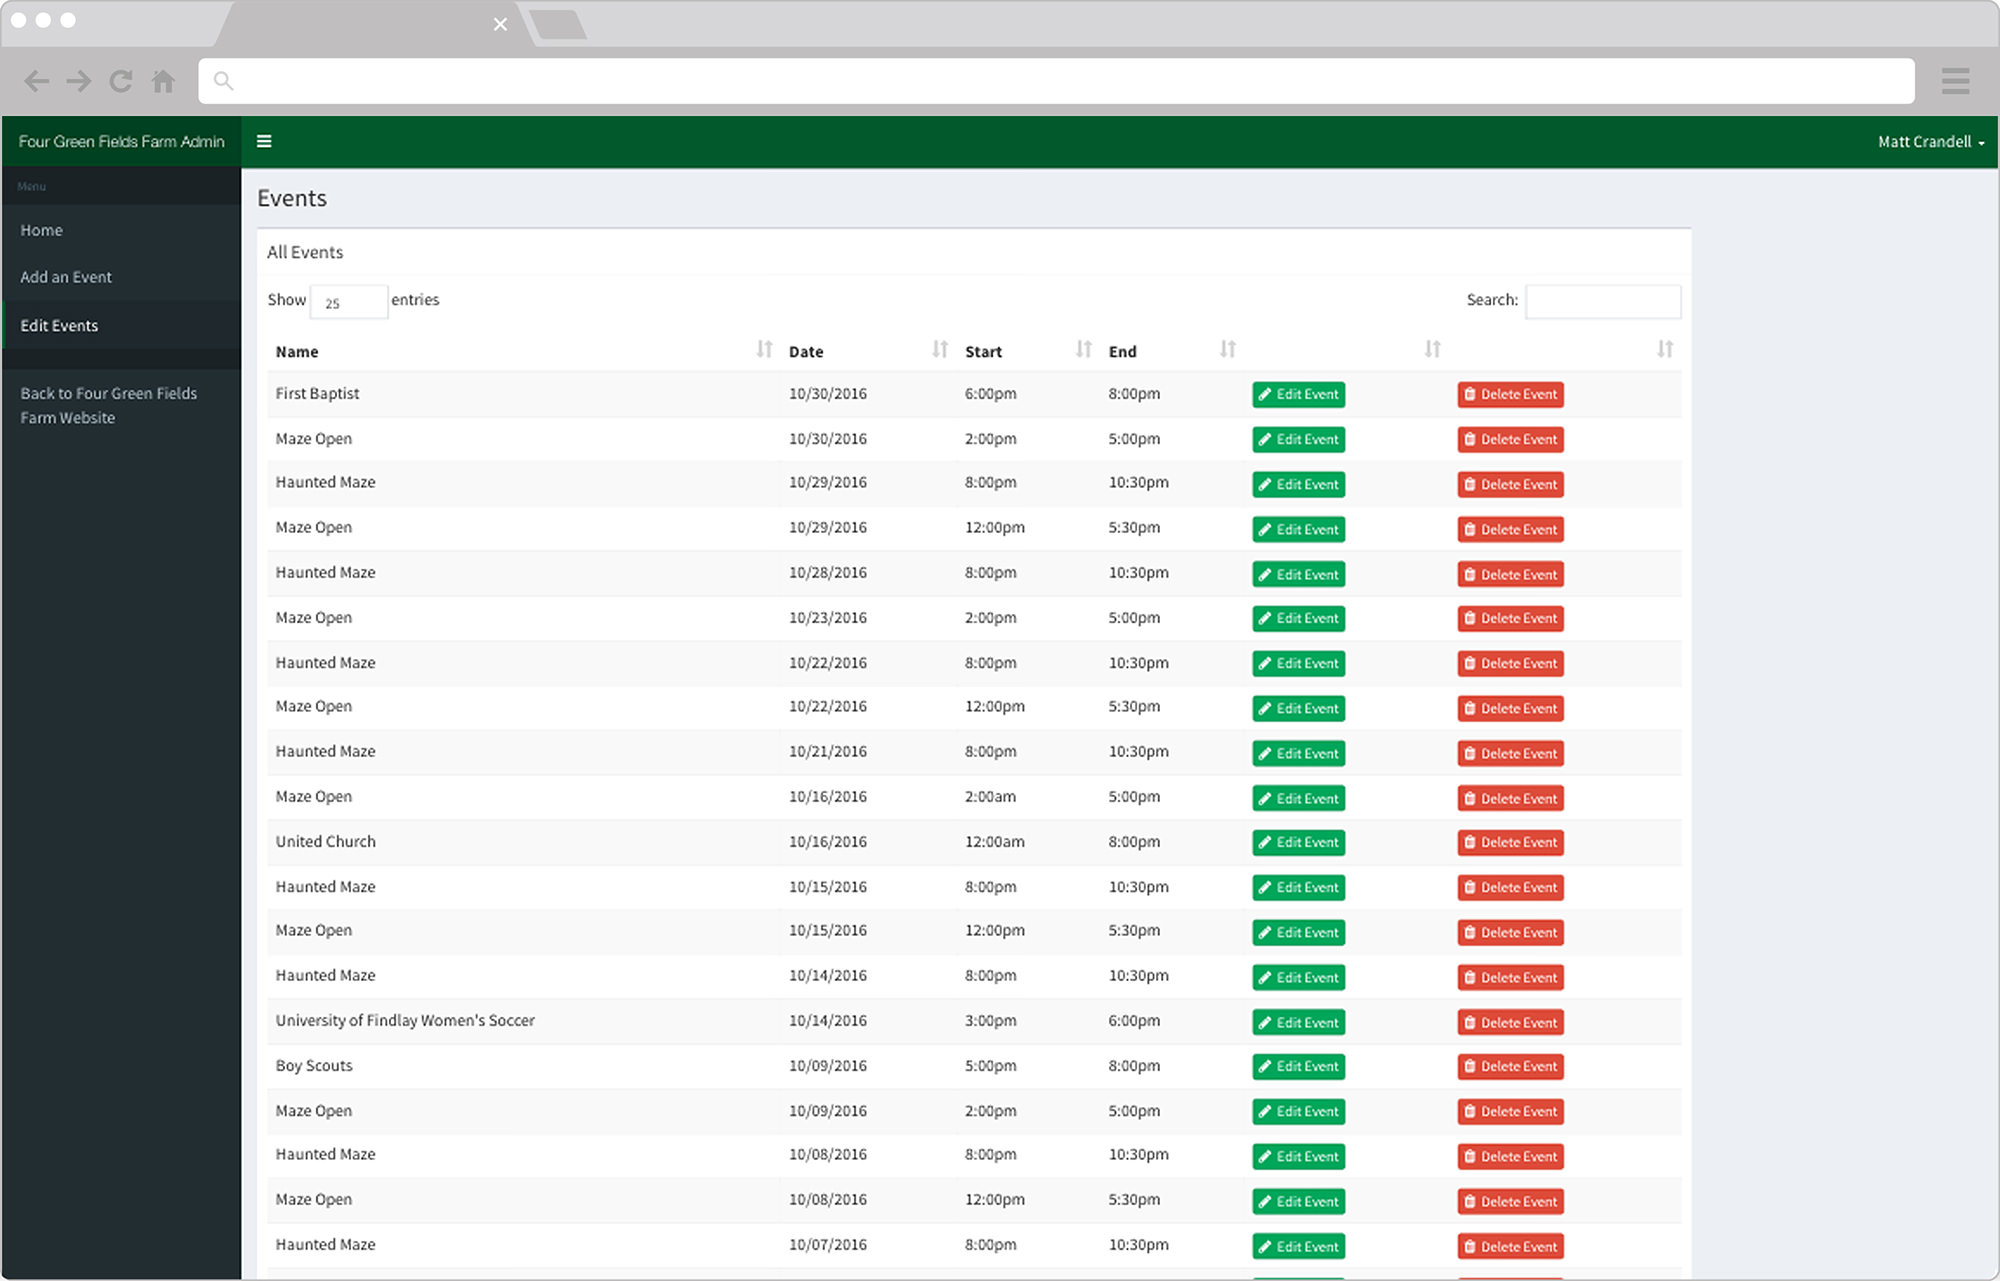 Four Green Fields Farm Admin
Matt Crandell
Menu
Home
Add an Event
Edit Events
Back to Four Green Fields
Farm Website
Events
All Events
Show 25 entries
Search:
Name Date Start End
First Baptist 10/30/2016 6:00pm 8:00pm Edit Event Delete Event
Maze Open 10/30/2016 2:00pm 5:00pm Edit Event Delete Event
Haunted Maze 10/29/2016 8:00pm 10:30pm Edit Event Delete Event
Maze Open 10/29/2016 12:00pm 5:30pm Edit Event Delete Event
Haunted Maze 10/28/2016 8:00pm 10:30pm Edit Event Delete Event
Maze Open 10/23/2016 2:00pm 5:00pm Edit Event Delete Event
Haunted Maze 10/22/2016 8:00pm 10:30pm Edit Event Delete Event
Maze Open 10/22/2016 12:00pm 5:30pm Edit Event Delete Event
Haunted Maze 10/21/2016 8:00pm 10:30pm Edit Event Delete Event
Maze Open 10/16/2016 2:00am 5:00pm Edit Event Delete Event
United Church 10/16/2016 12:00am 8:00pm Edit Event Delete Event
Haunted Maze 10/15/2016 8:00pm 10:30pm Edit Event Delete Event
Maze Open 10/15/2016 12:00pm 5:30pm Edit Event Delete Event
Haunted Maze 10/14/2016 8:00pm 10:30pm Edit Event Delete Event
University of Findlay Women's Soccer 10/14/2016 3:00pm 6:00pm Edit Event Delete Event
Boy Scouts 10/09/2016 5:00pm 8:00pm Edit Event Delete Event
Maze Open 10/09/2016 2:00pm 5:00pm Edit Event Delete Event
Haunted Maze 10/08/2016 8:00pm 10:30pm Edit Event Delete Event
Maze Open 10/08/2016 12:00pm 5:30pm Edit Event Delete Event
Haunted Maze 10/07/2016 8:00pm 10:30pm Edit Event Delete Event